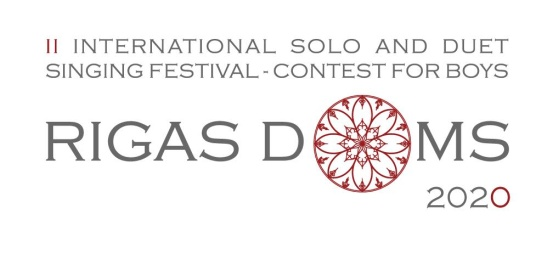 II INTERNATIONAL SOLO AND DUET
SINGING FESTIVAL - CONTEST FOR BOYS
RIGAS DOMS
2020